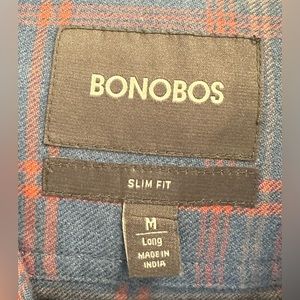 BONOBOS
SLIM FIT
M
Long
MADE IN
INDIA